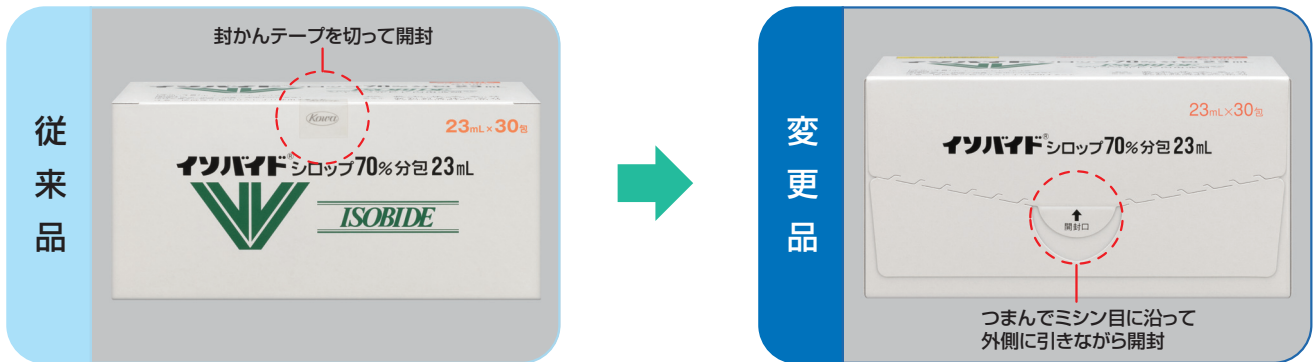 従来品
封かんテープを切って開封
Kowa
23mL×30包
イソバイド®シロップ70%分包23mL
ISOBIDE
変更品
23mL×30包
イソバイド®シロップ70%分包23mL
開封口
つまんでミシン目に沿って
外側に引きながら開封